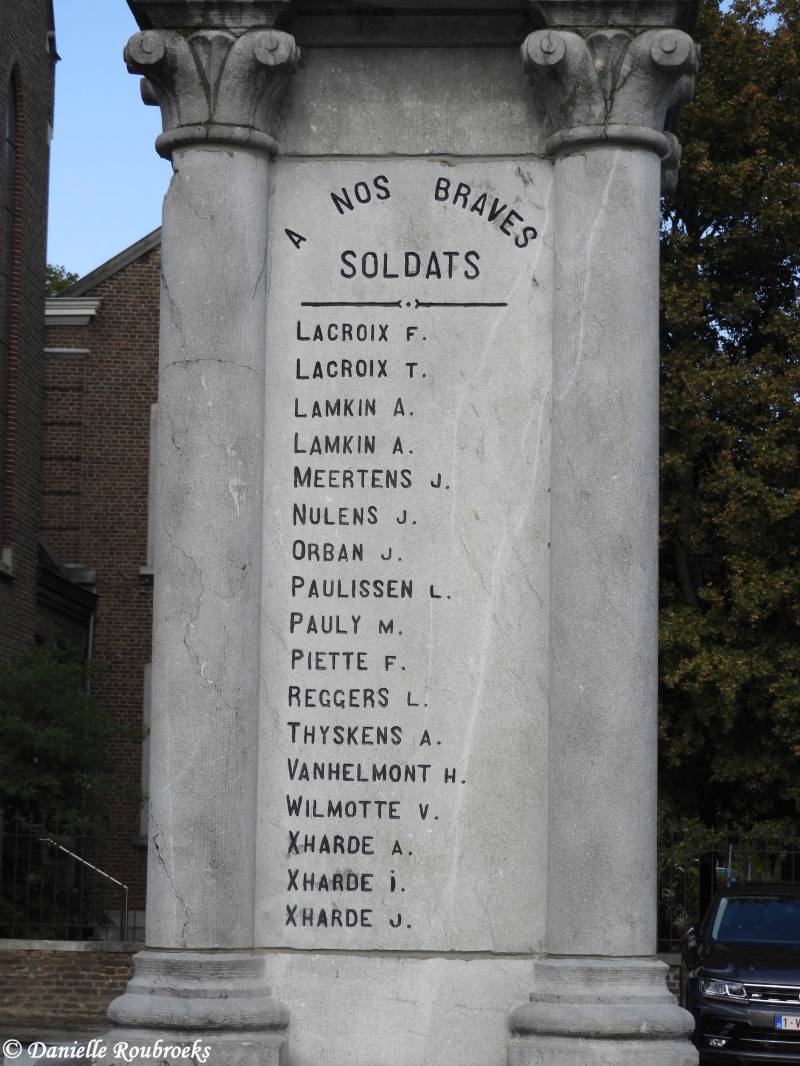 A NOS BRAVES
SOLDATS
LACROIX F.
LACROIX T.
LAMKIN A.
LAMKIN A.
MEERTENS J.
NULENS J.
ORBAN J.
PAULISSEN L.
PAULY M.
PIETTE F.
REGGERS L.
THYSKENS A.
VANHELMONT H.
WILMOTTE V.
XHARDE A.
XHARDE i.
XHARDE J.
© Danielle Roubroeks